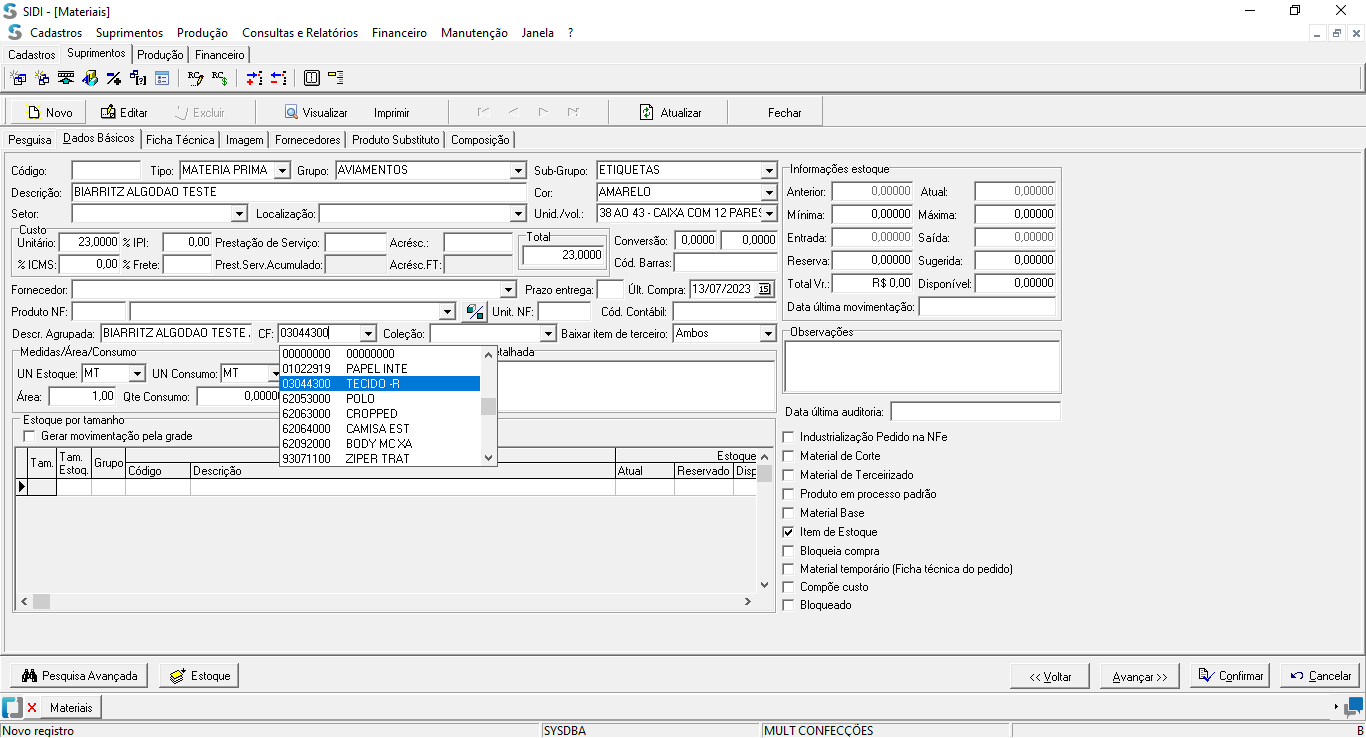 SIDI - [Materiais]
Cadastros Suprimentos Produção Consultas e Relatórios Financeiro Manutenção Janela ?
Cadastros Suprimentos Produção Financeiro
Novo Editar Excluir Visualizar Imprimir Atualizar Fechar
Pesquisa Dados Básicos Ficha Técnica Imagem Fornecedores Produto Substituto Composição
Código: Tipo: MATERIA PRIMA Grupo: AVIAMENTOS Sub-Grupo: ETIQUETAS
Descrição: BIARRITZ ALGODAO TESTE Cor: AMARELO
Setor: Localização: Unid./vol.: 38 AO 43 - CAIXA COM 12 PARES
Custo
Unitário: 23,0000 % IPI: 0,00 Prestação de Serviço: Acrésc.:
% ICMS: 0,00 % Frete: Prest.Serv.Acumulado: Acrésc.FT:
Total
23,0000
Conversão: 0,0000 0,0000
Cód. Barras:
Fornecedor: Prazo entrega: Últ. Compra: 13/07/2023 15
Produto NF: Unit. NF: Cód. Contábil:
Descr. Agrupada: BIARRITZ ALGODAO TESTE . CF: 03044300 Coleção: Baixar item de terceiro: Ambos
00000000 00000000
01022919 PAPEL INTE
03044300 TECIDO -R
62053000 POLO
62063000 CROPPED
62064000 CAMISA EST
62092000 BODY MC XA
93071100 ZIPER TRAT
Medidas/Área/Consumo
UN Estoque: MT UN Consumo: MT
Área: 1,00 Qte Consumo: 0,0000
etalhada
Estoque por tamanho
Gerar movimentação pela grade
Tam. Tam. Estoq. Grupo Código Descrição Estoque Atual Reservado Disp
Informações estoque
Anterior: 0,00000 Atual: 0,00000
Mínima: 0,00000 Máxima: 0,00000
Entrada: 0,00000 Saída: 0,00000
Reserva: 0,00000 Sugerida: 0,00000
Total Vr.: R$ 0,00 Disponível: 0,00000
Data última movimentação:
Observações
Data última auditoria:
Industrialização Pedido na NFe
Material de Corte
Material de Terceirizado
Produto em processo padrão
Material Base
Item de Estoque
Bloqueia compra
Material temporário (Ficha técnica do pedido)
Compõe custo
Bloqueado
Pesquisa Avançada Estoque << Voltar Avançar >> Confirmar Cancelar
Materiais
Novo registro SYSDBA MULT CONFECÇÕES B